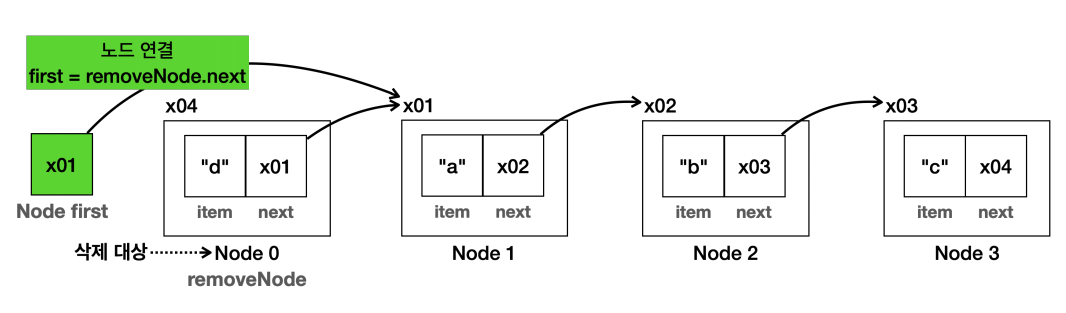 노드 연결
first = removeNode.next
x04
x01
x02
x03
x01
"d"
x01
"a"
x02
"b"
x03
"c"
x04
item
next
item
next
item
next
item
next
Node first
삭제 대상
Node 0
Node 1
Node 2
Node 3
removeNode